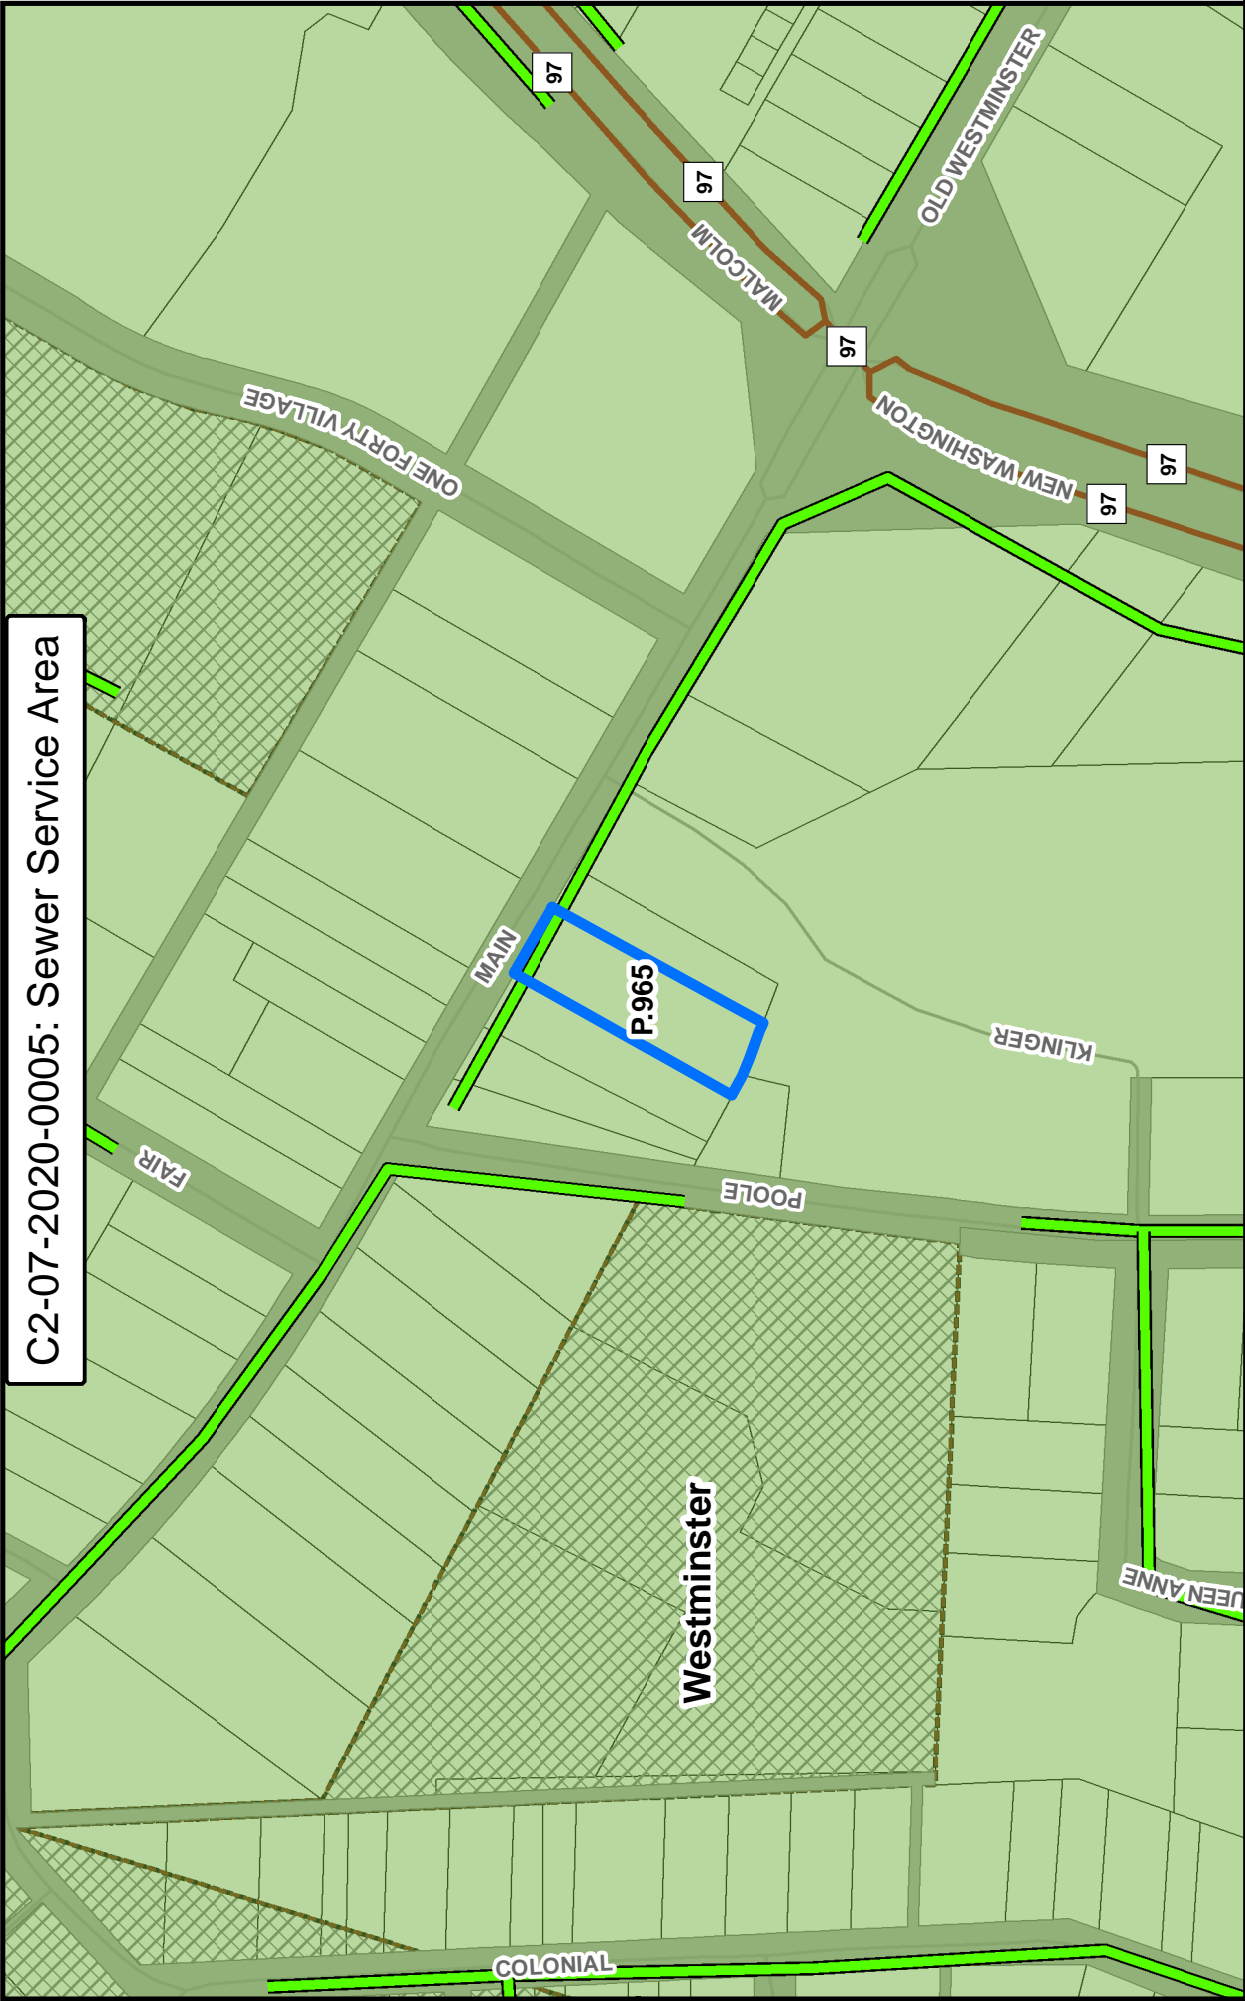 C2-07-2020-0005: Sewer Service Area
97
97
97
97
97
OLD WESTMINSTER
MALCOLM
NEW WASHINGTON
ONE FORTY VILLAGE
MAIN
P.965
KLINGER
FAIR
POOLE
Westminster
UEEN ANNE
COLONIAL